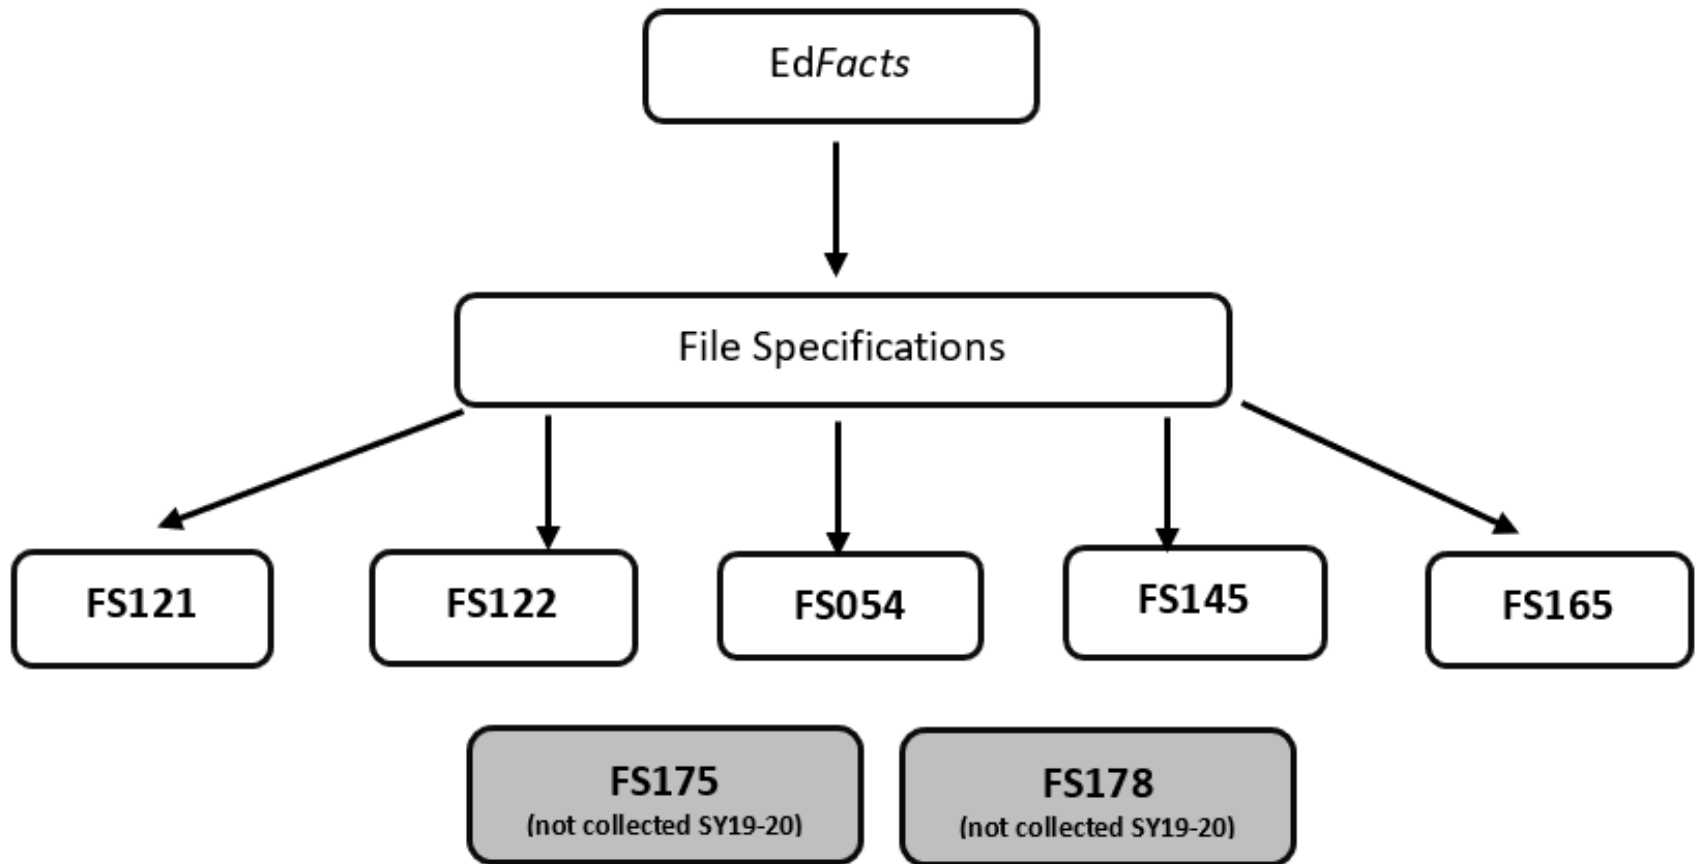 EdFacts
File Specifications
FS121
FS122
FS054
FS145
FS165
FS175
(not collected SY19-20)
FS178
(not collected SY19-20)